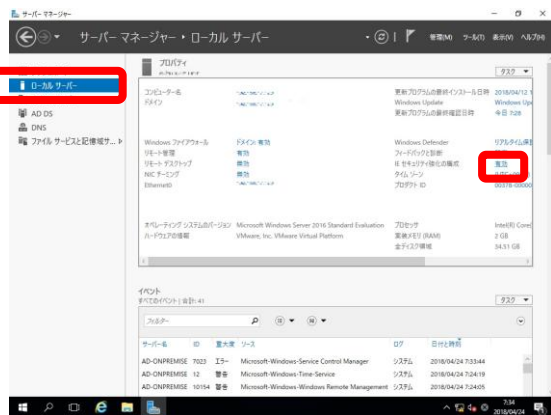 サーバー マネージャー
サーバー マネージャー ・ ローカル サーバー
管理(M) ツール(T) 表示(V) ヘルプ(H)
プロパティ
タスク
ローカル サーバー
AD DS
DNS
ファイル サービスと記憶域サ...
コンピューター名
ドメイン
更新プログラムの最終インストール日時 2018/04/12 1
Windows Update Windows Upd
更新プログラムの最終確認日時 今日 7:28
Windows ファイアウォール ドメイン: 有効
リモート管理 有効
リモート デスクトップ 無効
NIC チーミング 無効
Ethernet0
Windows Defender リアルタイム保
フィードバックと診断
IE セキュリティ強化の構成 有効
タイム ゾーン
プロダクト ID 00378-00000
オペレーティング システムのバージョン Microsoft Windows Server 2016 Standard Evaluation
ハードウェアの情報 VMware, Inc. VMware Virtual Platform
プロセッサ Intel(R) Core(
実装メモリ (RAM) 2 GB
全ディスク領域 34.51 GB
イベント
すべてのイベント | 合計: 41
タスク
フィルター
サーバー名 ID 重大度 ソース ログ 日付と時刻
AD-ONPREMISE 7023 エラー Microsoft-Windows-Service Control Manager システム 2018/04/24 7:33:44
AD-ONPREMISE 12 警告 Microsoft-Windows-Time-Service システム 2018/04/24 7:24:19
AD-ONPREMISE 10154 警告 Microsoft-Windows-Windows Remote Management システム 2018/04/24 7:24:05
7:34
2018/04/24